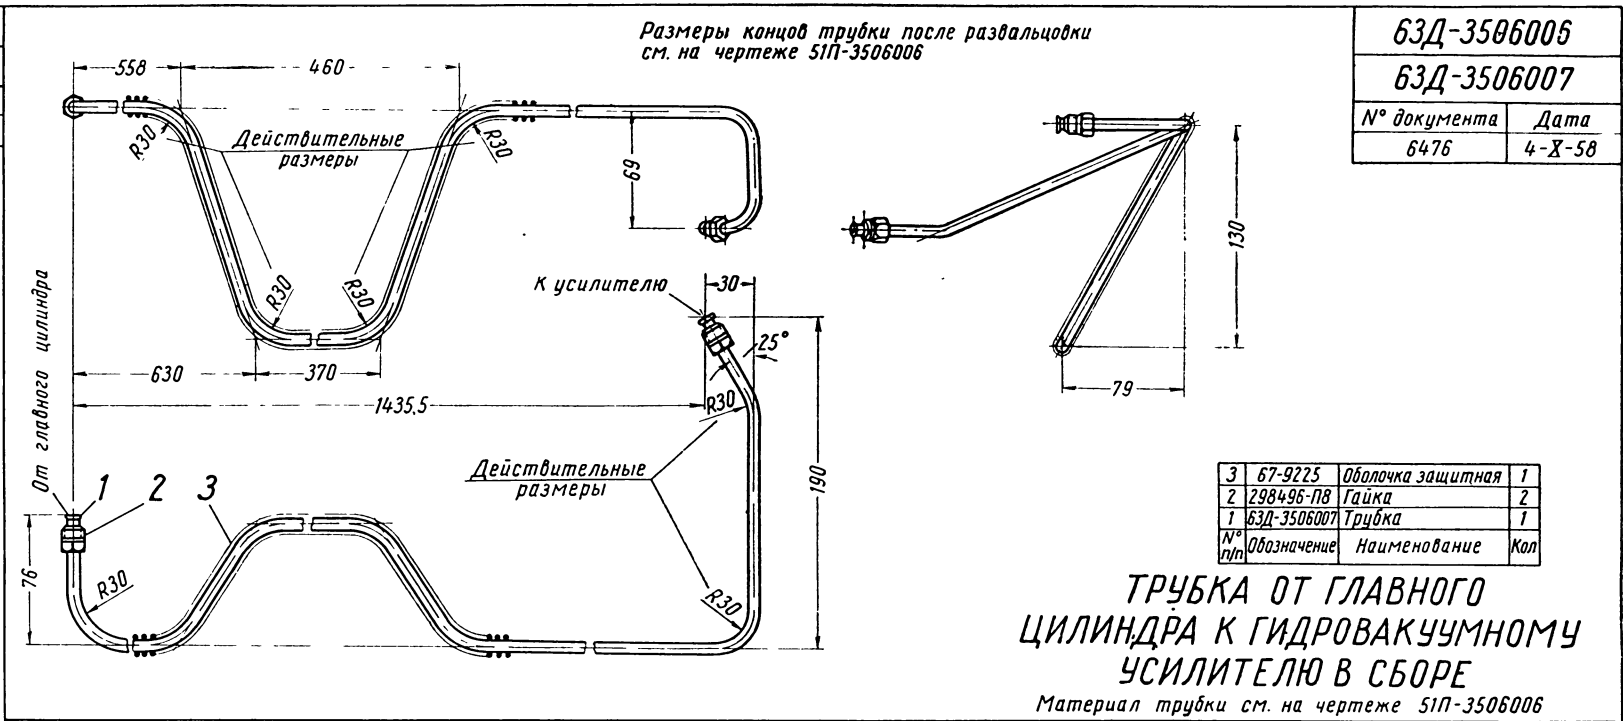 Размеры концов трубки после развальцовки
см. на чертеже 51П-3506006
63Д-3506006
63Д-3506007
№ документа Дата
6476 4-X-58
558
460
R30
Действительные
размеры
R30
69
R30
R30
130
79
К усилителю
30
25°
От главного цилиндра
630
370
1435,5
R30
190
Действительные
размеры
1 2 3
76
R30
R30
3 67-9225 Оболочка защитная 1
2 298496-П8 Гайка 2
1 63Д-3506007 Трубка 1
№ п/п Обозначение Наименование Кол
ТРУБКА ОТ ГЛАВНОГО
ЦИЛИНДРА К ГИДРОВАКУУМНОМУ
УСИЛИТЕЛЮ В СБОРЕ
Материал трубки см. на чертеже 51П-3506006